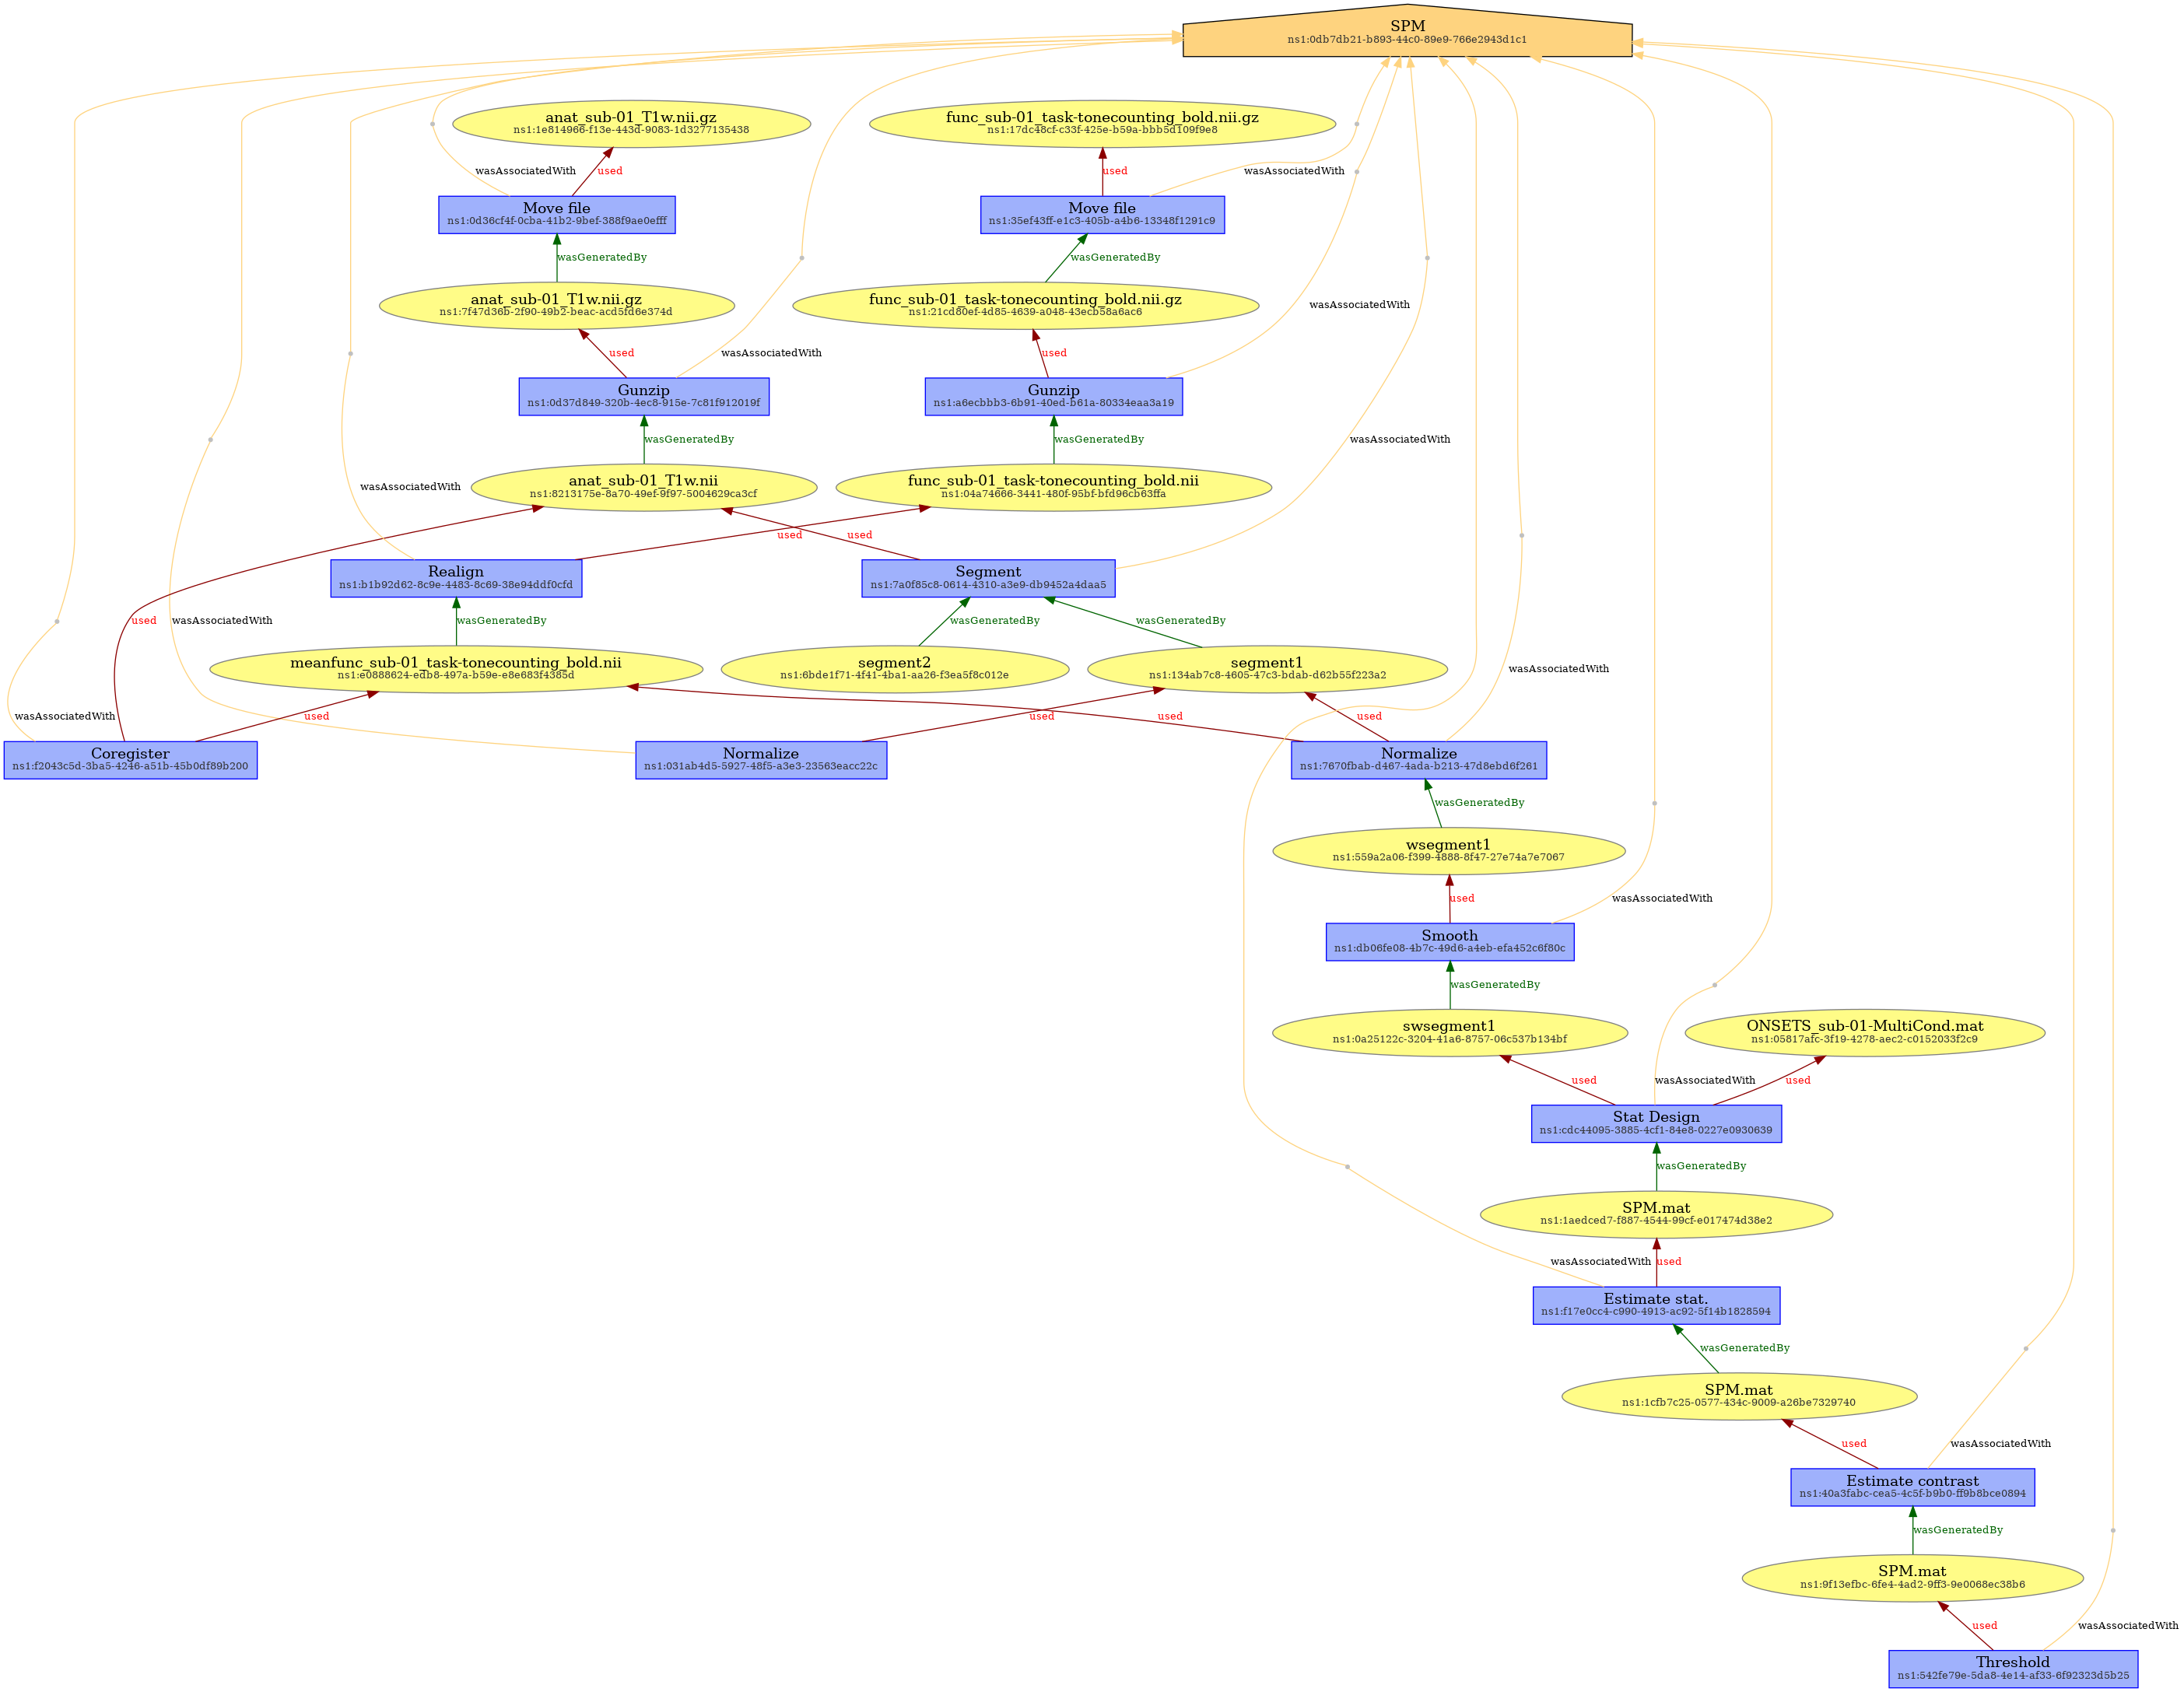 SPM
ns1:0db7db21-b893-44c0-89e9-766e2943d1c1
anat_sub-01_T1w.nii.gz
ns1:1e814966-f13e-443d-9083-1d3277135438
func_sub-01_task-tonecounting_bold.nii.gz
ns1:17dc48cf-c33f-425e-b59a-bbb5d109f9e8
wasAssociatedWith
used
used
wasAssociatedWith
Move file
ns1:0d36cf4f-0cba-41b2-9bef-388f9ae0efff
Move file
ns1:35ef43ff-e1c3-405b-a4b6-13348f1291c9
wasGeneratedBy
wasGeneratedBy
anat_sub-01_T1w.nii.gz
ns1:7f47d36b-2f90-49b2-beac-acd5fd6e374d
func_sub-01_task-tonecounting_bold.nii.gz
ns1:21cd80ef-4d85-4639-a048-43ecb58a6ac6
wasAssociatedWith
used
wasAssociatedWith
used
Gunzip
ns1:0d37d849-320b-4ec8-915e-7c81f912019f
Gunzip
ns1:a6ecbbb3-6b91-40ed-b61a-80334eaa3a19
wasGeneratedBy
wasGeneratedBy
wasAssociatedWith
anat_sub-01_T1w.nii
ns1:8213175e-8a70-49ef-9f97-5004629ca3cf
func_sub-01_task-tonecounting_bold.nii
ns1:04a74666-3441-480f-95bf-bfd96cb63ffa
wasAssociatedWith
used
used
Realign
ns1:b1b92d62-8c9e-4483-8c69-38e94ddf0cfd
Segment
ns1:7a0f85c8-0614-4310-a3e9-db9452a4daa5
used
wasAssociatedWith
wasGeneratedBy
wasGeneratedBy
wasGeneratedBy
meanfunc_sub-01_task-tonecounting_bold.nii
ns1:e0888624-edb8-497a-b59e-e8e683f4385d
segment2
ns1:6bde1f71-4f41-4ba1-aa26-f3ea5f8c012e
segment1
ns1:134ab7c8-4605-47c3-bdab-d62b55f223a2
wasAssociatedWith
wasAssociatedWith
used
used
used
used
Coregister
ns1:f2043c5d-3ba5-4246-a51b-45b0df89b200
Normalize
ns1:031ab4d5-5927-48f5-a3e3-23563eacc22c
Normalize
ns1:7670fbab-d467-4ada-b213-47d8ebd6f261
wasGeneratedBy
wsegment1
ns1:559a2a06-f399-4888-8f47-27e74a7e7067
used
wasAssociatedWith
Smooth
ns1:db06fe08-4b7c-49d6-a4eb-efa452c6f80c
wasGeneratedBy
swsegment1
ns1:0a25122c-3204-41a6-8757-06c537b134bf
ONSETS_sub-01-MultiCond.mat
ns1:05817afc-3f19-4278-aec2-c0152033f2c9
used
wasAssociatedWith
used
Stat Design
ns1:cdc44095-3885-4cf1-84e8-0227e0930639
wasGeneratedBy
SPM.mat
ns1:1aedced7-f887-4544-99cf-e017474d38e2
wasAssociatedWith
used
Estimate stat.
ns1:f17e0cc4-c990-4913-ac92-5f14b1828594
wasGeneratedBy
SPM.mat
ns1:1cfb7c25-0577-434c-9009-a26be7329740
used
wasAssociatedWith
Estimate contrast
ns1:40a3fabc-cea5-4c5f-b9b0-ff9b8bce0894
wasGeneratedBy
SPM.mat
ns1:9f13efbc-6fe4-4ad2-9ff3-9e0068ec38b6
used
wasAssociatedWith
Threshold
ns1:542fe79e-5da8-4e14-af33-6f92323d5b25